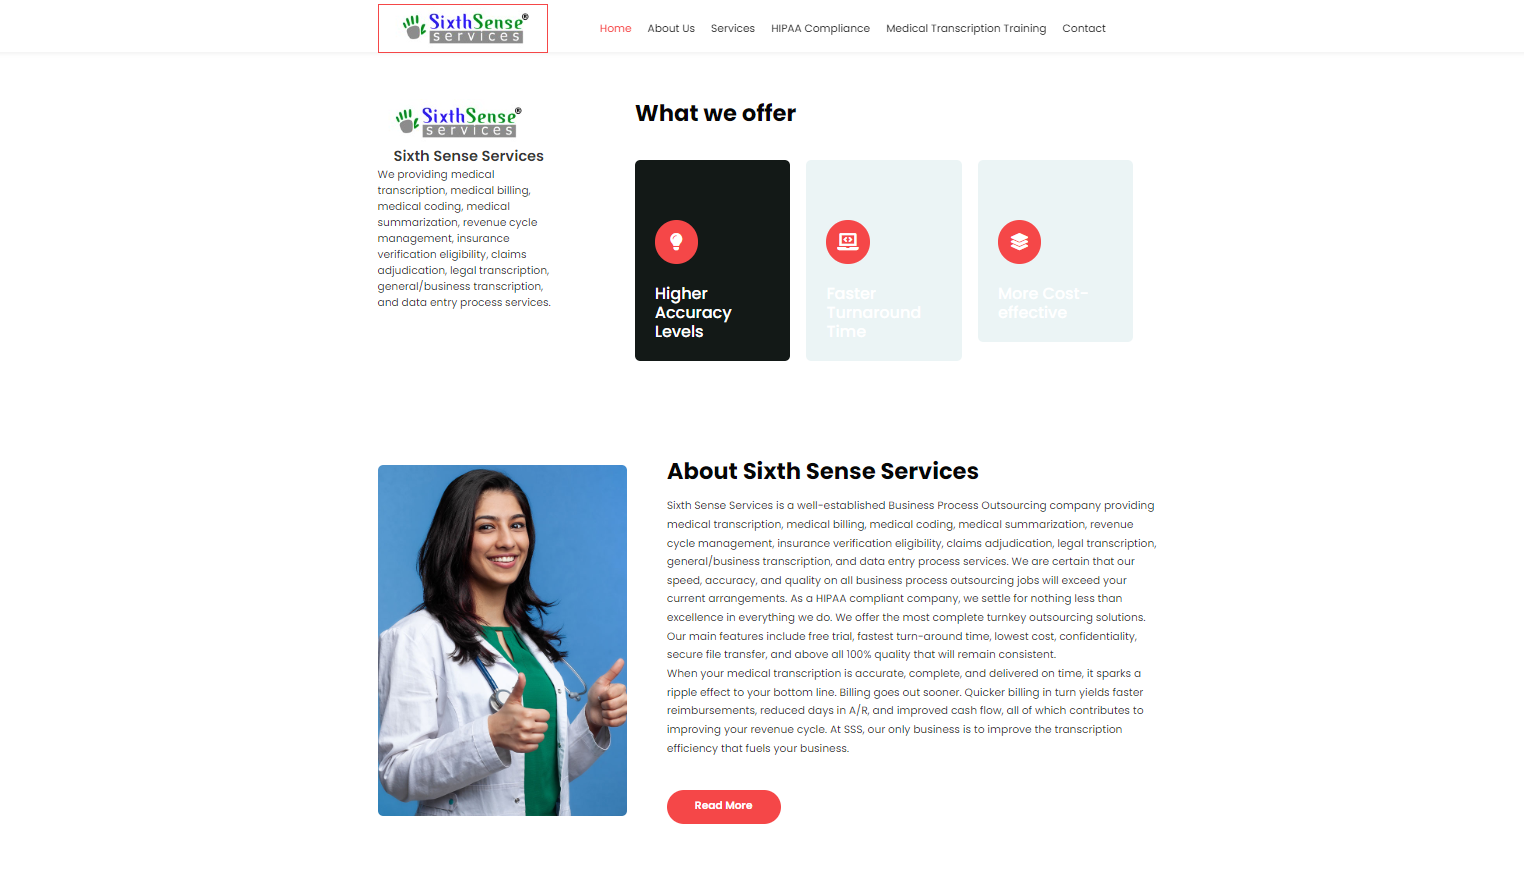 SixthSense®
services
Home About Us Services HIPAA Compliance Medical Transcription Training Contact
SixthSense®
services
Sixth Sense Services
We providing medical
transcription, medical billing,
medical coding, medical
summarization, revenue cycle
management, insurance
verification eligibility, claims
adjudication, legal transcription,
general/business transcription,
and data entry process services.
What we offer
Higher
Accuracy
Levels
Faster
Turnaround
Time
More Cost-
effective
About Sixth Sense Services
Sixth Sense Services is a well-established Business Process Outsourcing company providing
medical transcription, medical billing, medical coding, medical summarization, revenue
cycle management, insurance verification eligibility, claims adjudication, legal transcription,
general/business transcription, and data entry process services. We are certain that our
speed, accuracy, and quality on all business process outsourcing jobs will exceed your
current arrangements. As a HIPAA compliant company, we settle for nothing less than
excellence in everything we do. We offer the most complete turnkey outsourcing solutions.
Our main features include free trial, fastest turn-around time, lowest cost, confidentiality,
secure file transfer, and above all 100% quality that will remain consistent.
When your medical transcription is accurate, complete, and delivered on time, it sparks a
ripple effect to your bottom line. Billing goes out sooner. Quicker billing in turn yields faster
reimbursements, reduced days in A/R, and improved cash flow, all of which contributes to
improving your revenue cycle. At SSS, our only business is to improve the transcription
efficiency that fuels your business.
Read More